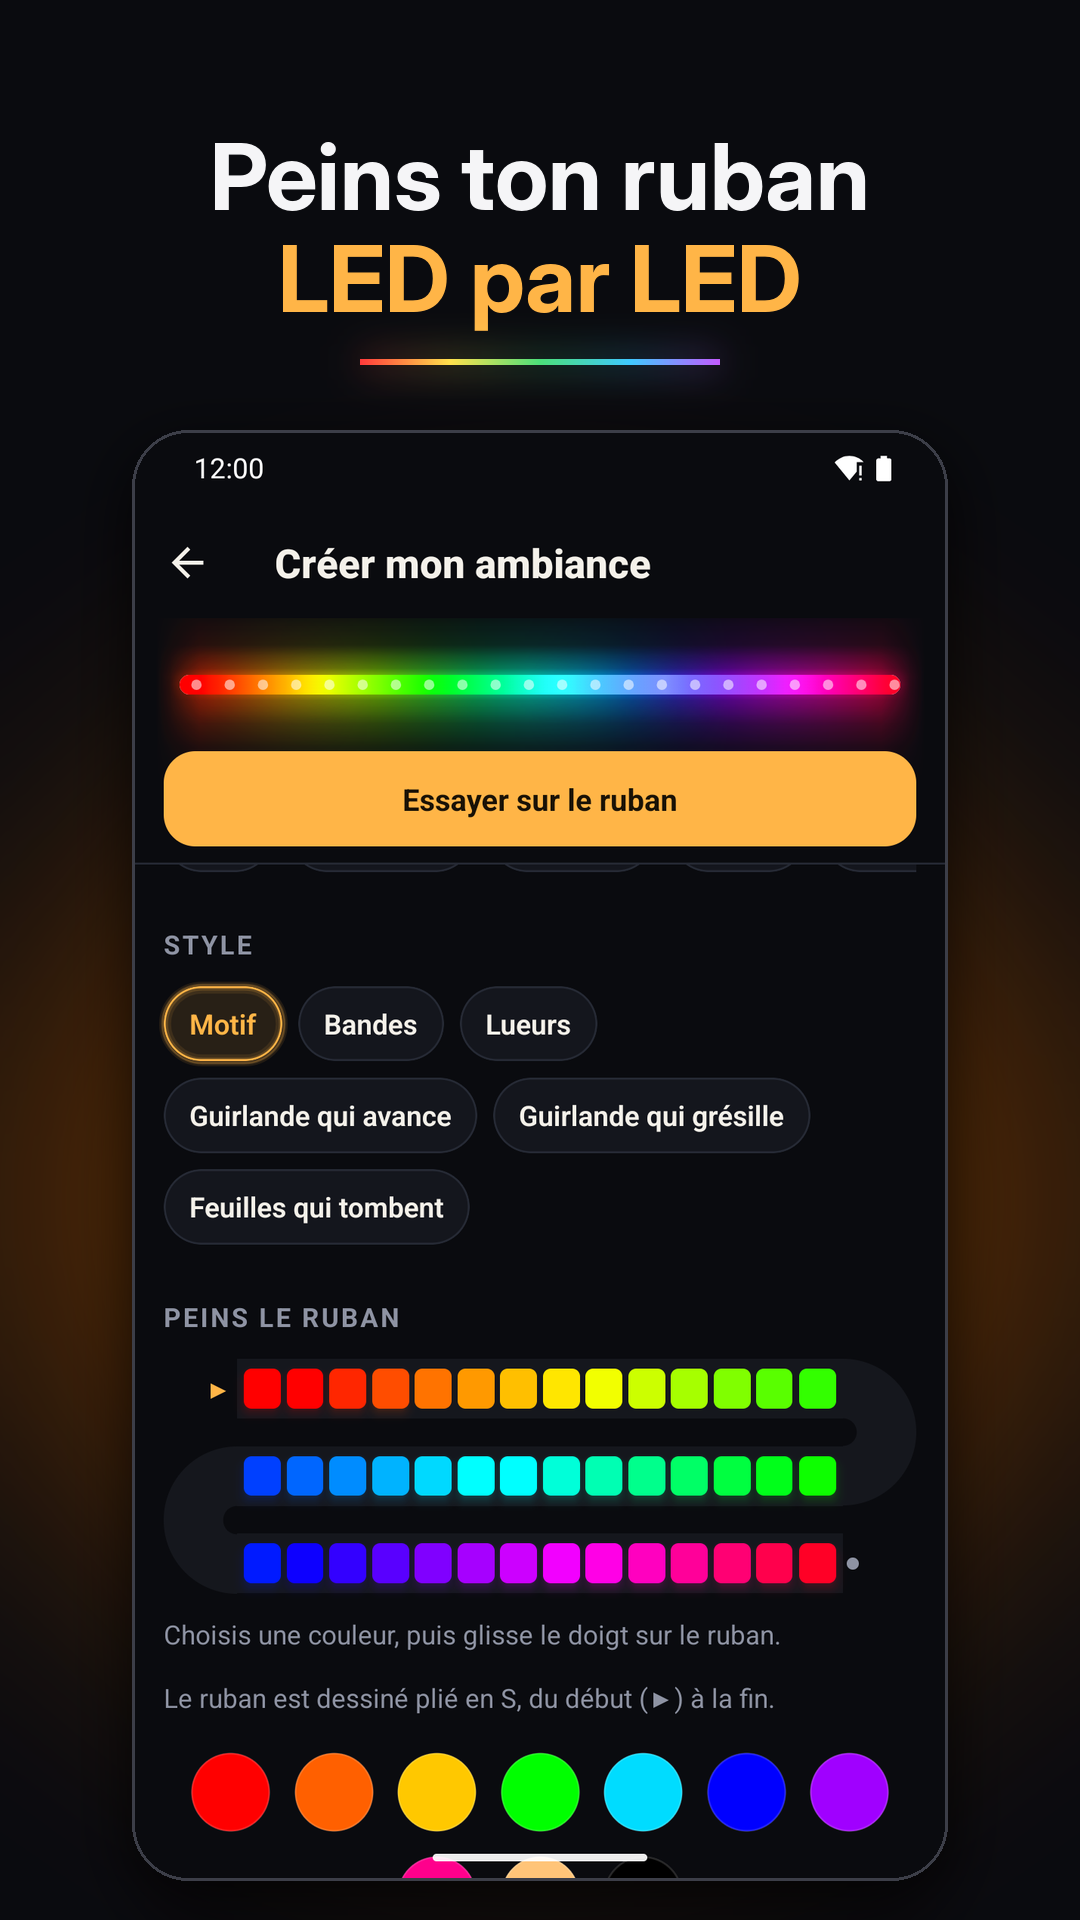 Peins ton ruban
LED par LED
12:00
Créer mon ambiance
Essayer sur le ruban
STYLE
Motif
Bandes
Lueurs
Guirlande qui avance
Guirlande qui grésille
Feuilles qui tombent
PEINS LE RUBAN
Choisis une couleur, puis glisse le doigt sur le ruban.
Le ruban est dessiné plié en S, du début (►) à la fin.